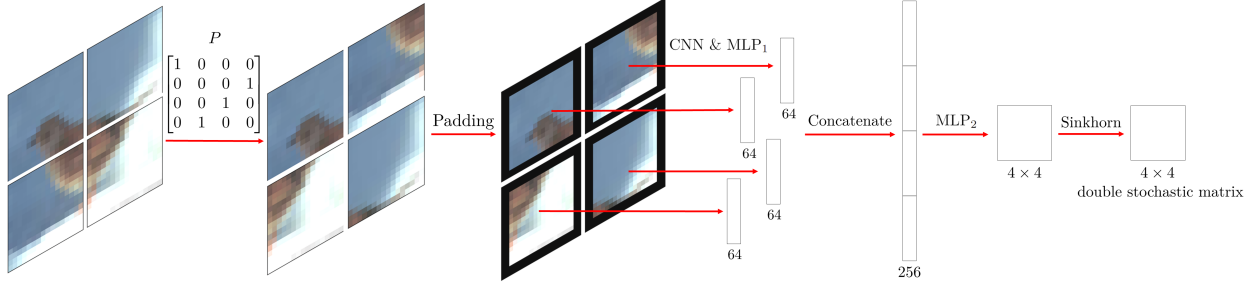 P
1 0 0 0
0 0 0 1
0 0 1 0
0 1 0 0
Padding
CNN & MLP₁
64
64
64
64
Concatenate
256
MLP₂
4 × 4
Sinkhorn
4 × 4
double stochastic matrix